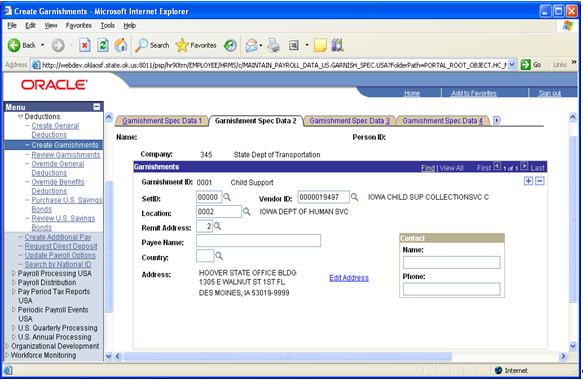 Create Garnishments - Microsoft Internet Explorer
File Edit View Favorites Tools Help
Back Search Favorites
Address http://webdev.oklaosf.state.ok.us:8011/psp/hr90trn/EMPLOYEE/HRMS/c/MAINTAIN_PAYROLL_DATA_US.GARNISH_SPEC.USA?FolderPath=PORTAL_ROOT_OBJECT.HC_ Go Links
ORACLE
Home Add to Favorites Sign out
Menu
Deductions
Create General Deductions
Create Garnishments
Review Garnishments
Override General Deductions
Override Benefits Deductions
Purchase U.S. Savings Bonds
Review U.S. Savings Bonds
Create Additional Pay
Request Direct Deposit
Update Payroll Options
Search by National ID
Payroll Processing USA
Payroll Distribution
Pay Period Tax Reports USA
Periodic Payroll Events USA
U.S. Quarterly Processing
U.S. Annual Processing
Organizational Development
Workforce Monitoring
Garnishment Spec Data 1 Garnishment Spec Data 2 Garnishment Spec Data 3 Garnishment Spec Data 4
Name: Person ID:
Company: 345 State Dept of Transportation
Garnishments Find | View All First 1 of 1 Last
Garnishment ID: 0001 Child Support
SetID: 00000 Vendor ID: 0000019497 IOWA CHILD SUP COLLECTIONSVC C
Location: 0002 IOWA DEPT OF HUMAN SVC
Remit Address: 2
Payee Name:
Country:
Address: HOOVER STATE OFFICE BLDG
1305 E WALNUT ST 1ST FL
DES MOINES, IA 53019-9999
Edit Address
Contact
Name:
Phone:
Internet